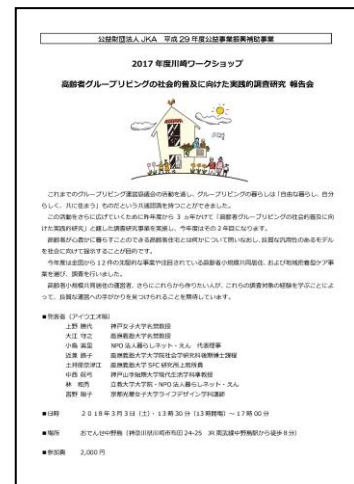 公益財団法人JKA 平成29年度公益事業振興補助事業
2017年度川崎ワークショップ
高齢者グループリビングの社会的普及に向けた実践的調査研究 報告会
これまでのグループリビング運営協議会の活動を通し、グループリビングの暮らしは「自由な暮らし、自分
らしく、共に住まう」ものだという共通認識を持つことができました。
この活動をさらに広げていくために昨年度から3ヵ年かけて「高齢者グループリビングの社会的普及に向
けた実践的研究」と題した調査研究事業を実施し、今年度はその2年目になります。
高齢者が心豊かに暮らすことのできる高齢者住宅とは何かについて問いなおし、良質な汎用性のあるモデル
を社会に向けて提示することが目的です。
今年度は全国から12件の先駆的な事業や注目されている高齢者小規模共同居住、および地域密着型ケア事
業を選び、調査を行いました。
高齢者小規模共同居住の運営者、さらにこれから作りたい人が、これらの調査対象の経験を学ぶことによ
って、良質な運営への手がかりを見つけられることを期待しています。
■発表者(アイウエオ順)
上野 勝代 神戸女子大学名誉教授
大江 守之 慶應義塾大学名誉教授
小島 美里 NPO法人暮らしネット・えん 代表理事
近兼 路子 慶應義塾大学大学院社会学研究科後期博士課程
土井原奈津江 慶應義塾大学SFC研究所上席所員
中西 眞弓 神戸山手短期大学現代生活学科教授
林 和秀 立教大学大学院・NPO法人暮らしネット・えん
宮野 順子 京都光華女子大学ライフデザイン学科講師
■日時 2018年3月3日(土)・13時30分(13時開場)~17時00分
■場所 おでんせ中野島(神奈川県川崎市布田24-25 JR南武線中野島駅から徒歩8分)
■参加費 2,000円